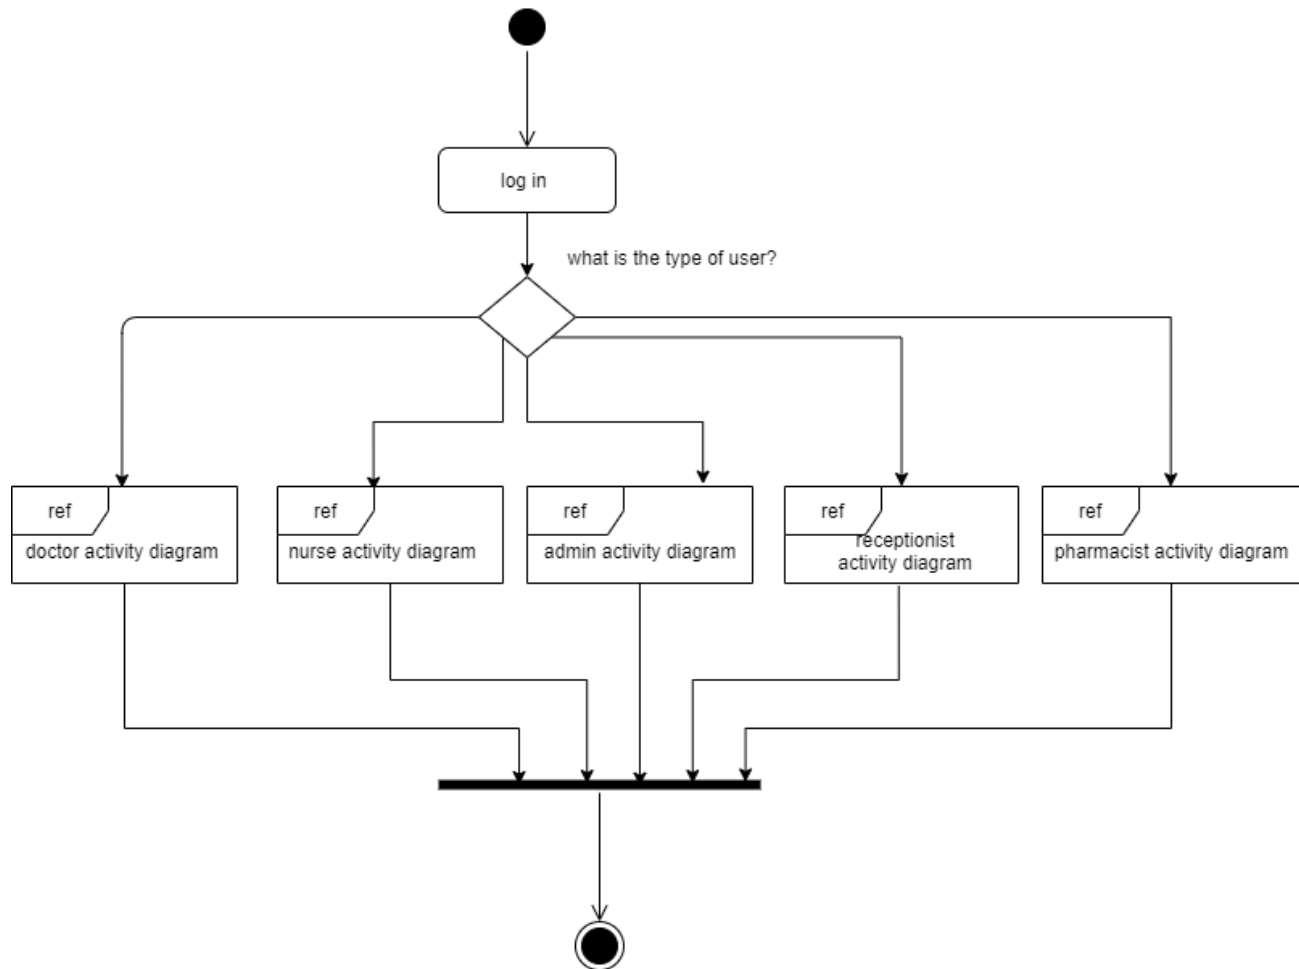 log in
what is the type of user?
ref
doctor activity diagram
ref
nurse activity diagram
ref
admin activity diagram
ref
receptionist
activity diagram
ref
pharmacist activity diagram